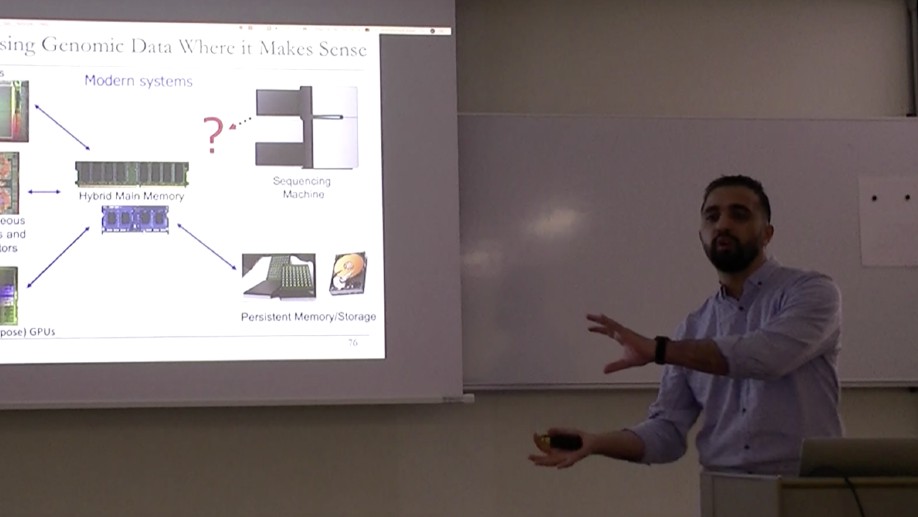 sing Genomic Data Where it Makes Sense
s
Modern systems
?
Hybrid Main Memory
Sequencing
Machine
eous
s and
tors
Persistent Memory/Storage
pose) GPUs
76